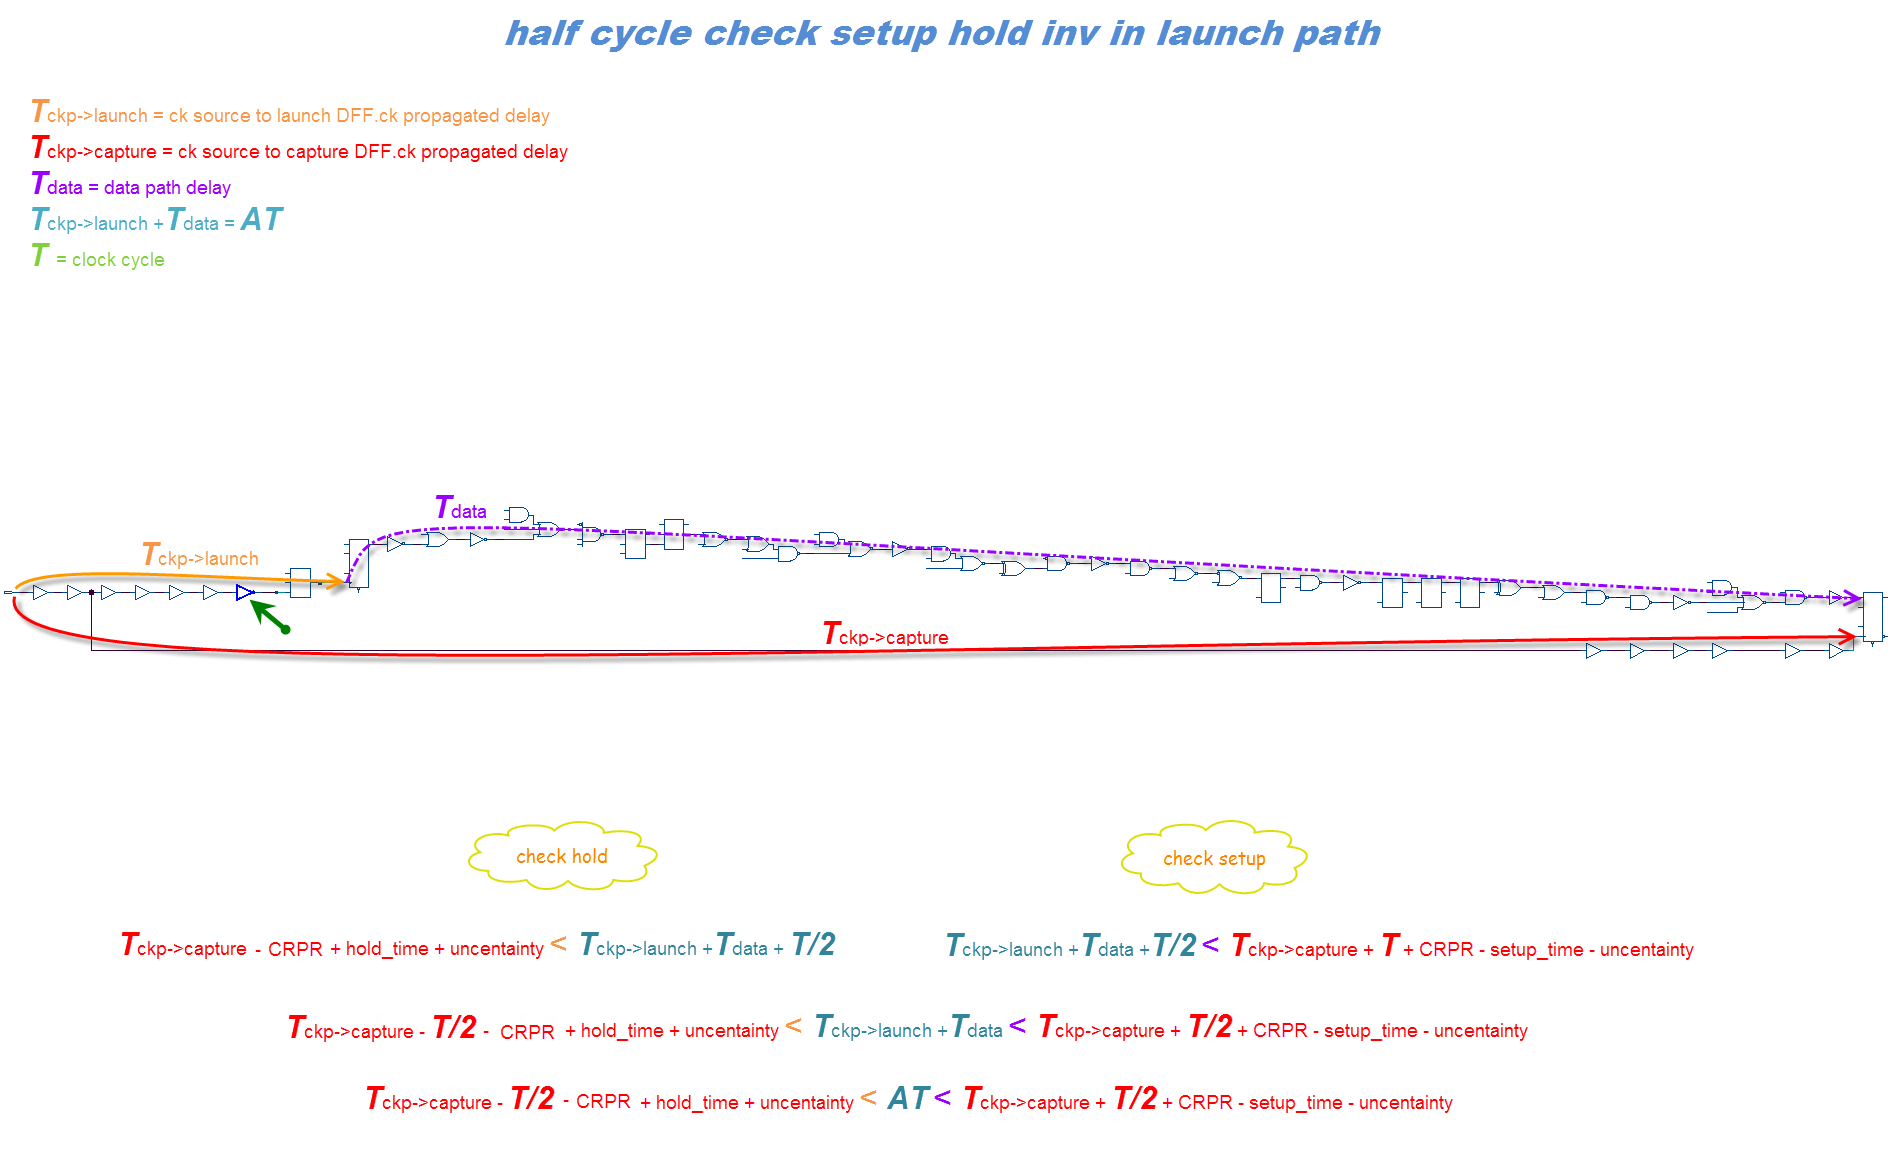 half cycle check setup hold inv in launch path
Tckp->launch = ck source to launch DFF.ck propagated delay
Tckp->capture = ck source to capture DFF.ck propagated delay
Tdata = data path delay
Tckp->launch + Tdata = AT
T = clock cycle
Tdata
Tckp->launch
Tckp->capture
check hold
check setup
Tckp->capture - CRPR + hold_time + uncentainty < Tckp->launch + Tdata + T/2
Tckp->launch + Tdata + T/2 < Tckp->capture + T + CRPR - setup_time - uncentainty
Tckp->capture - T/2 - CRPR + hold_time + uncentainty < Tckp->launch + Tdata < Tckp->capture + T/2 + CRPR - setup_time - uncentainty
Tckp->capture - T/2 - CRPR + hold_time + uncentainty < AT < Tckp->capture + T/2 + CRPR - setup_time - uncentainty